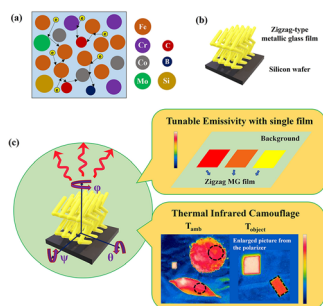 (a)
Fe
Cr
C
Co
B
Mo
Si
(b)
Zigzag-type
metallic glass film
Silicon wafer
(c)
φ
ψ
θ
Tunable Emissivity with single film
Background
Zigzag MG film
Thermal Infrared Camouflage
Tamb
Tobject
Enlarged picture from
the polarizer